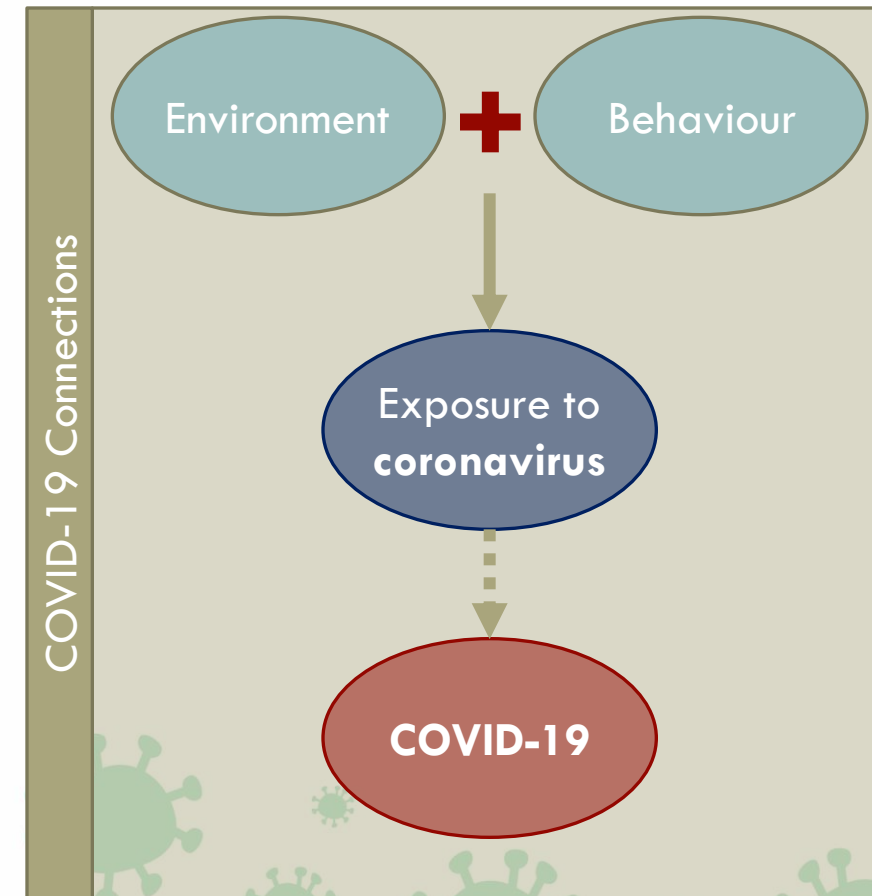 COVID-19 Connections
Environment
Behaviour
Exposure to
coronavirus
COVID-19